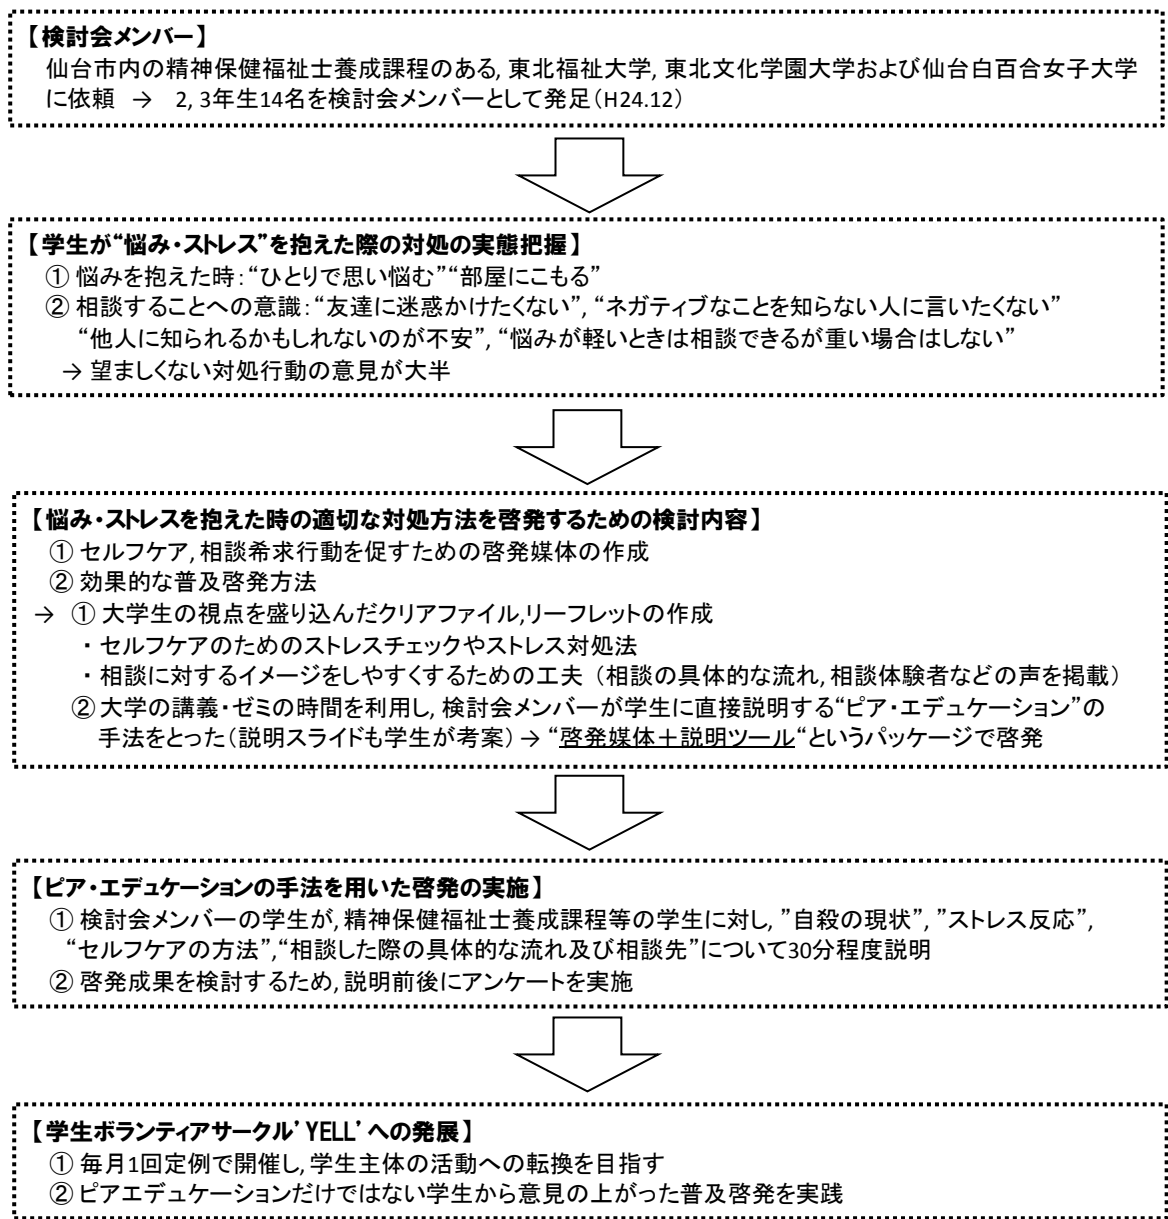 【検討会メンバー】
仙台市内の精神保健福祉士養成課程のある, 東北福祉大学, 東北文化学園大学および仙台白百合女子大学
に依頼 → 2, 3年生14名を検討会メンバーとして発足(H24.12)
【学生が“悩み・ストレス”を抱えた際の対処の実態把握】
① 悩みを抱えた時:“ひとりで思い悩む”“部屋にこもる”
② 相談することへの意識:“友達に迷惑かけたくない”, “ネガティブなことを知らない人に言いたくない”
“他人に知られるかもしれないのが不安”, “悩みが軽いときは相談できるが重い場合はしない”
→ 望ましくない対処行動の意見が大半
【悩み・ストレスを抱えた時の適切な対処方法を啓発するための検討内容】
① セルフケア, 相談希求行動を促すための啓発媒体の作成
② 効果的な普及啓発方法
→ ① 大学生の視点を盛り込んだクリアファイル,リーフレットの作成
・ セルフケアのためのストレスチェックやストレス対処法
・ 相談に対するイメージをしやすくするための工夫 (相談の具体的な流れ, 相談体験者などの声を掲載)
② 大学の講義・ゼミの時間を利用し, 検討会メンバーが学生に直接説明する“ピア・エデュケーション”の
手法をとった(説明スライドも学生が考案) → “啓発媒体+説明ツール“というパッケージで啓発
【ピア・エデュケーションの手法を用いた啓発の実施】
① 検討会メンバーの学生が, 精神保健福祉士養成課程等の学生に対し, ”自殺の現状”, ”ストレス反応”,
“セルフケアの方法”,“相談した際の具体的な流れ及び相談先”について30分程度説明
② 啓発成果を検討するため, 説明前後にアンケートを実施
【学生ボランティアサークル’YELL’への発展】
① 毎月1回定例で開催し, 学生主体の活動への転換を目指す
② ピアエデュケーションだけではない学生から意見の上がった普及啓発を実践